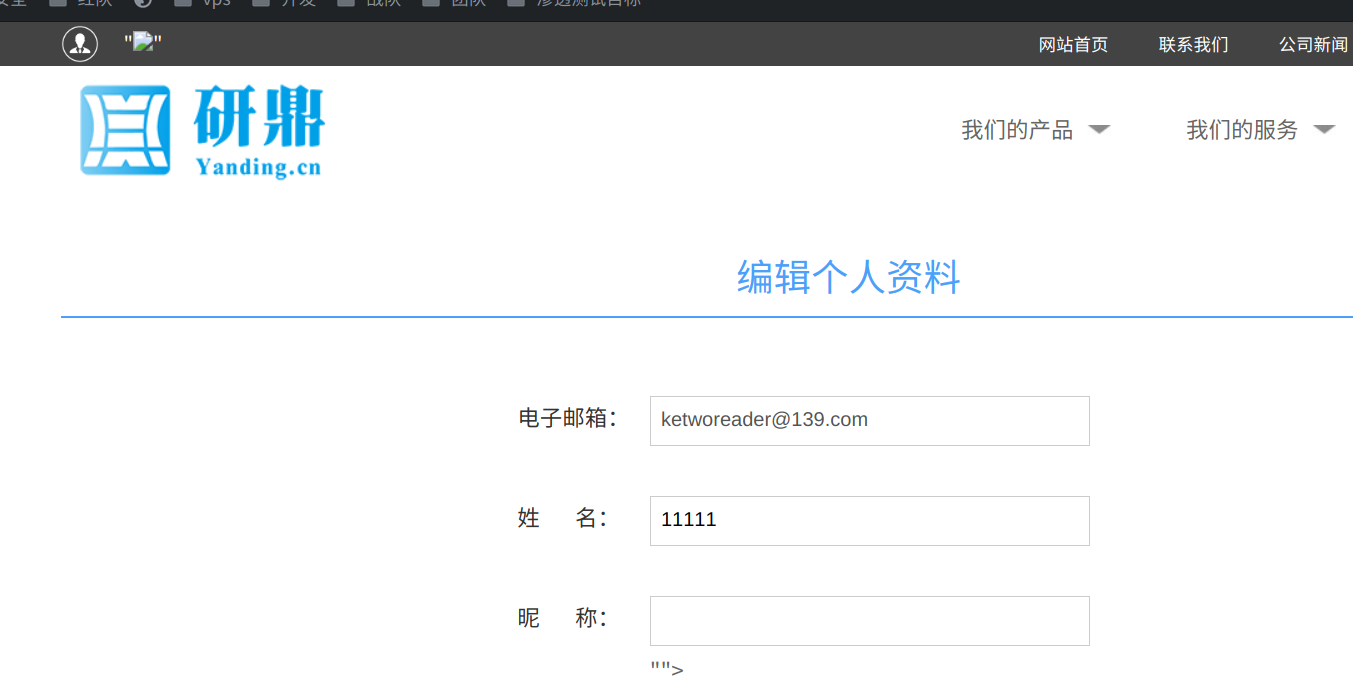 安全 红队 vps 开发 战队 团队 渗透测试目标
"" 网站首页 联系我们 公司新闻
研鼎
Yanding.cn
我们的产品 我们的服务
编辑个人资料
电子邮箱： ketworeader@139.com
姓 名： 11111
昵 称：
"">